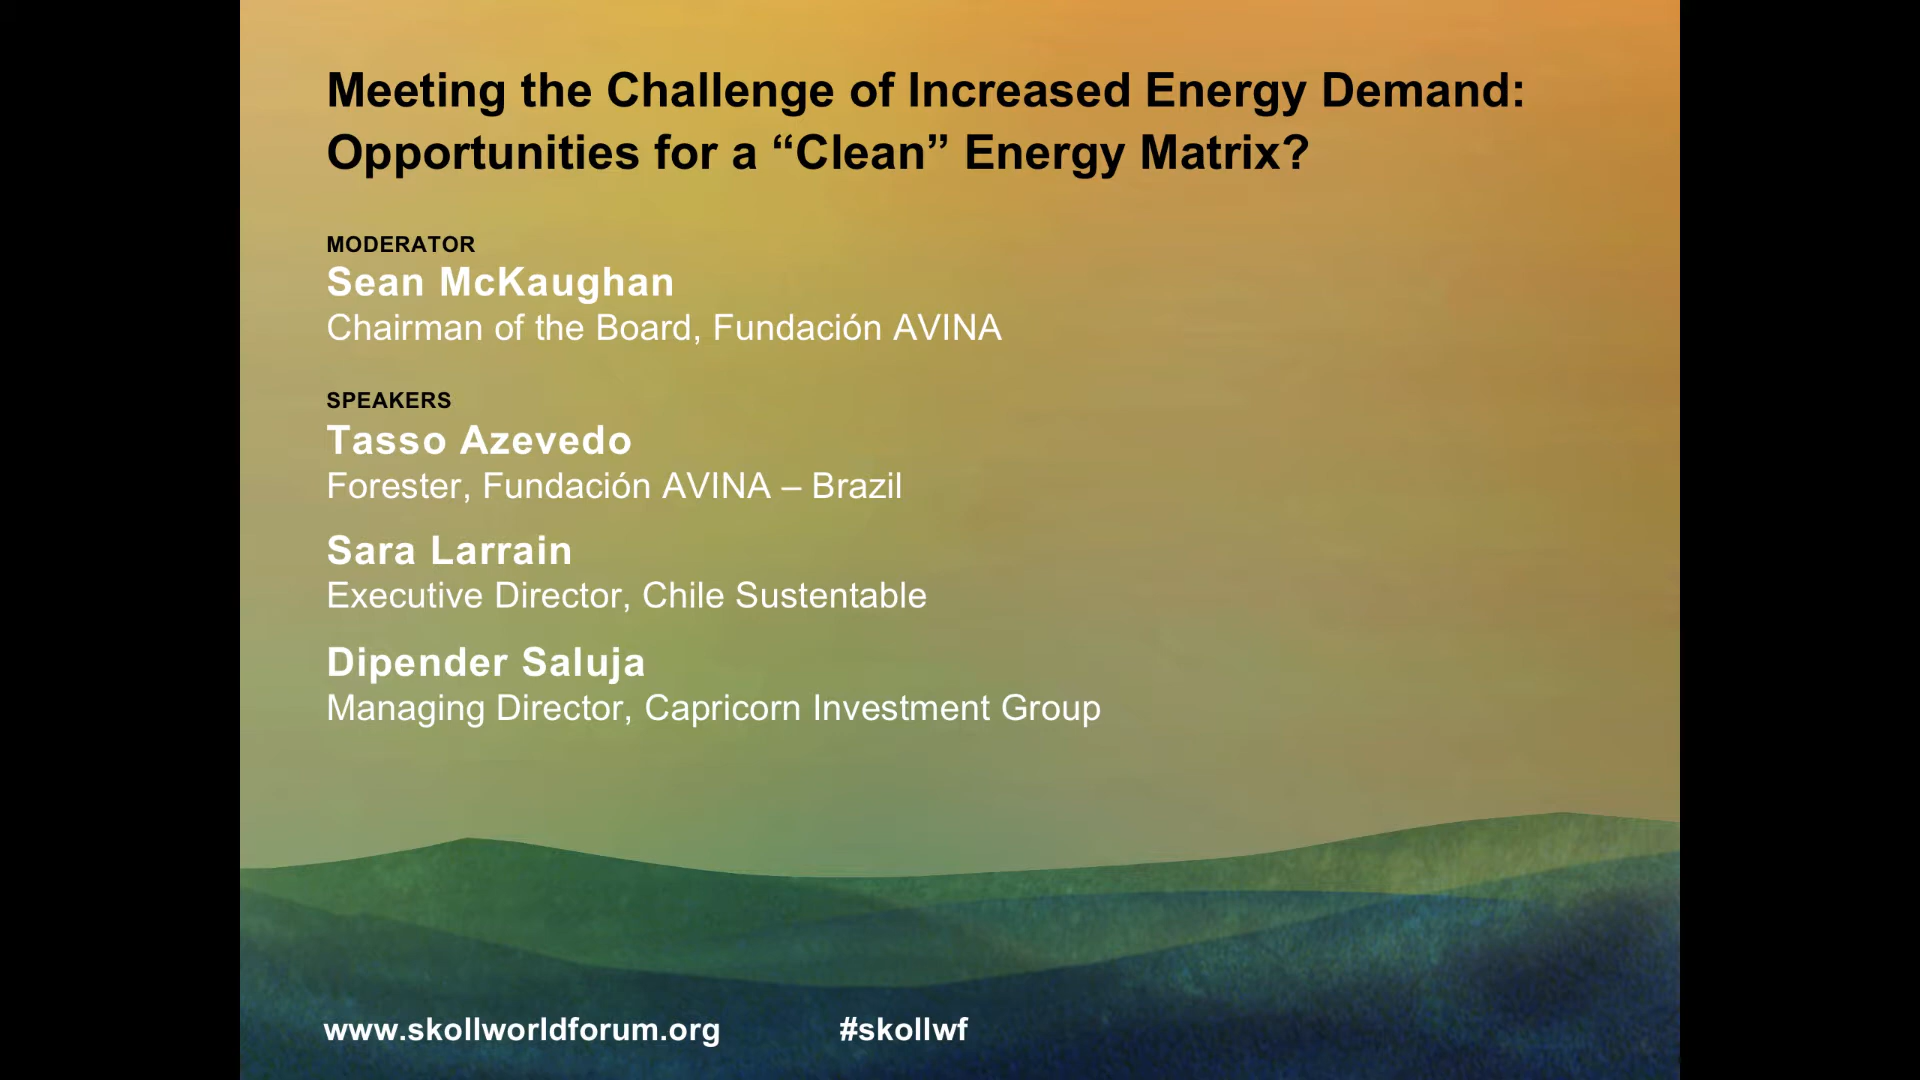 Meeting the Challenge of Increased Energy Demand:
Opportunities for a “Clean” Energy Matrix?
MODERATOR
Sean McKaughan
Chairman of the Board, Fundación AVINA
SPEAKERS
Tasso Azevedo
Forester, Fundación AVINA – Brazil
Sara Larrain
Executive Director, Chile Sustentable
Dipender Saluja
Managing Director, Capricorn Investment Group
www.skollworldforum.org #skollwf